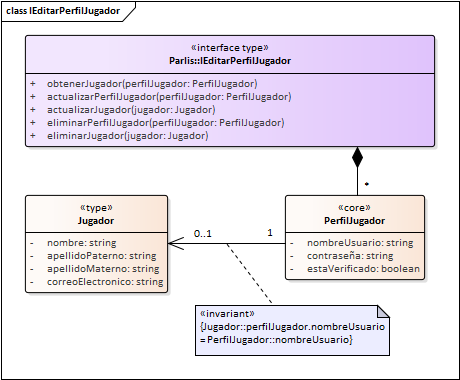 class IEditarPerfilJugador
«interface type»
Parlis::IEditarPerfilJugador
+ obtenerJugador(perfilJugador: PerfilJugador)
+ actualizarPerfilJugador(perfilJugador: PerfilJugador)
+ actualizarJugador(jugador: Jugador)
+ eliminarPerfilJugador(perfilJugador: PerfilJugador)
+ eliminarJugador(jugador: Jugador)
*
«type»
Jugador
- nombre: string
- apellidoPaterno: string
- apellidoMaterno: string
- correoElectronico: string
0..1
1
«core»
PerfilJugador
- nombreUsuario: string
- contraseña: string
- estaVerificado: boolean
«invariant»
{Jugador::perfilJugador.nombreUsuario
= PerfilJugador::nombreUsuario}